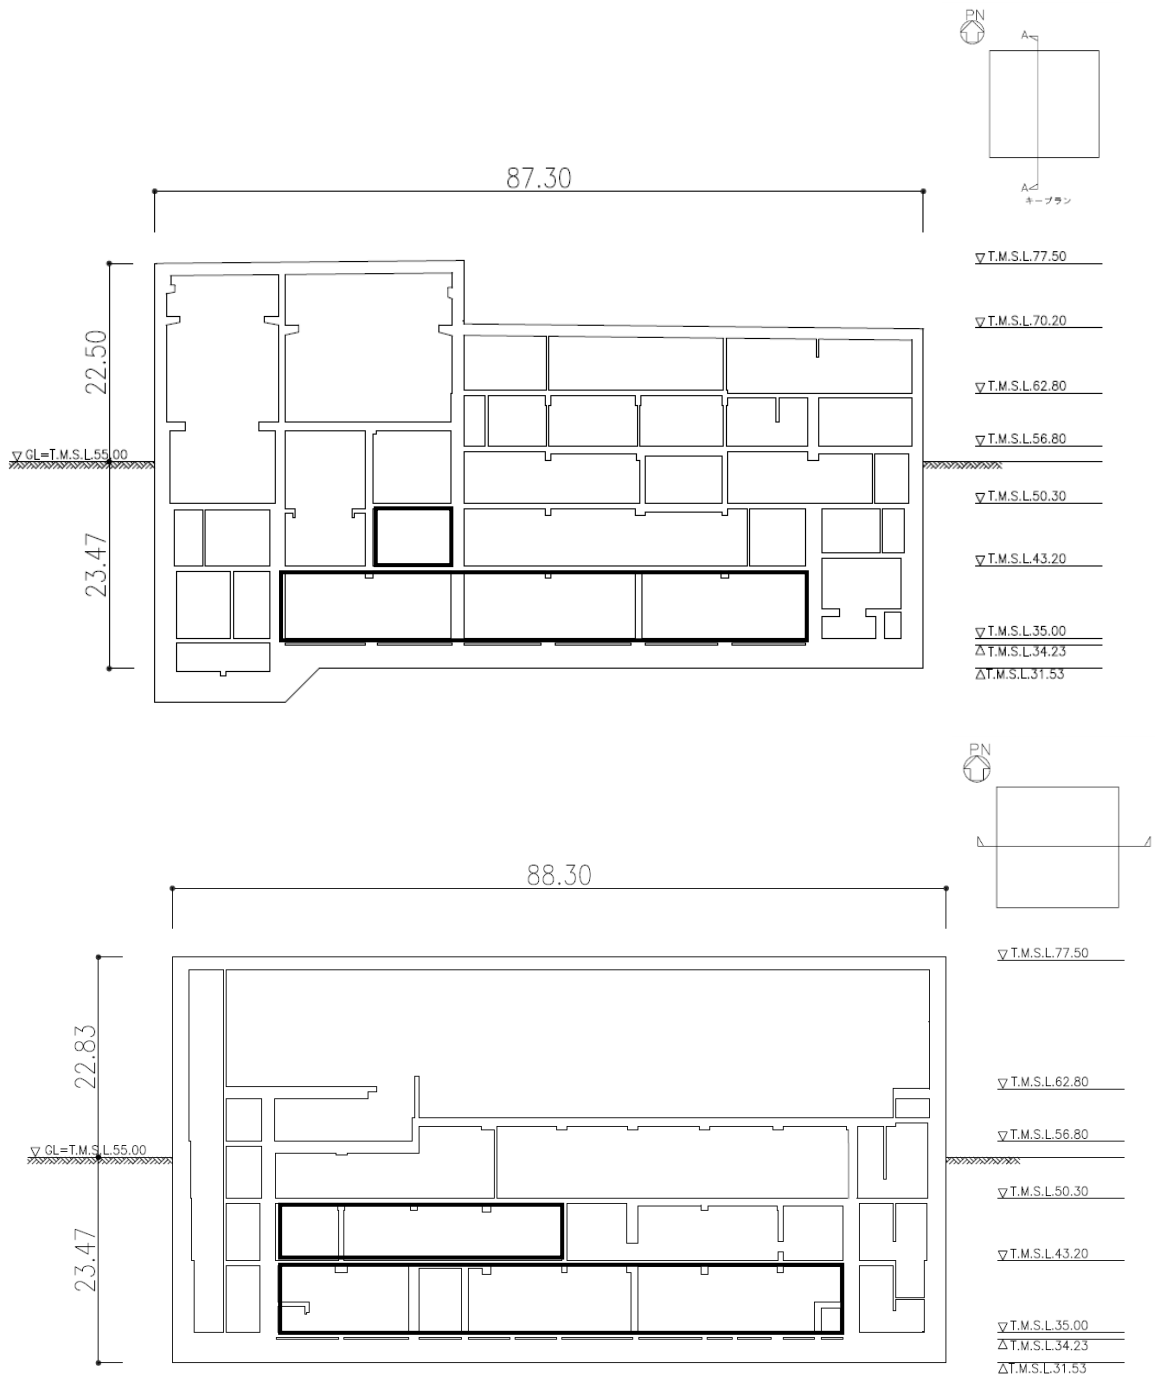 PN
A
A
キープラン
87.30
▽T.M.S.L.77.50
▽T.M.S.L.70.20
22.50
▽T.M.S.L.62.80
▽T.M.S.L.56.80
▽ GL=T.M.S.L.55.00
▽T.M.S.L.50.30
23.47
▽T.M.S.L.43.20
▽T.M.S.L.35.00
△T.M.S.L.34.23
△T.M.S.L.31.53
PN
88.30
▽T.M.S.L.77.50
22.83
▽T.M.S.L.62.80
▽T.M.S.L.56.80
▽ GL=T.M.S.L.55.00
▽T.M.S.L.50.30
23.47
▽T.M.S.L.43.20
▽T.M.S.L.35.00
△T.M.S.L.34.23
△T.M.S.L.31.53